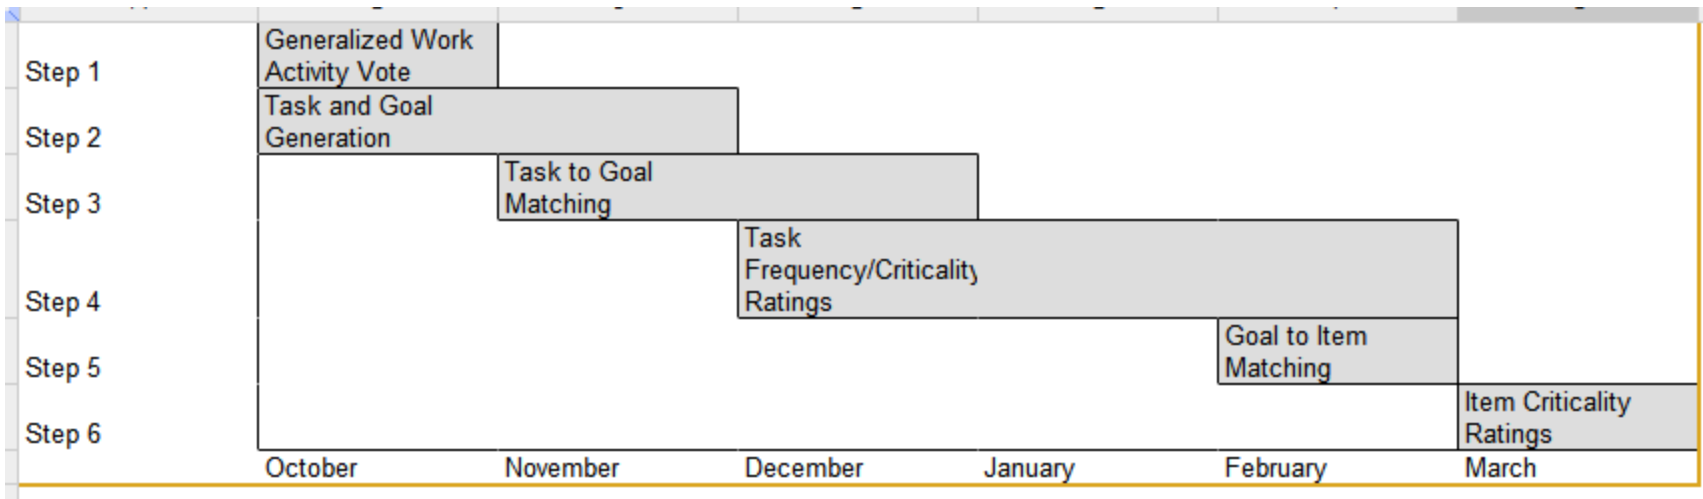 Generalized Work
Step 1 Activity Vote
Task and Goal
Step 2 Generation
Task to Goal
Step 3 Matching
Task
Frequency/Criticality
Step 4 Ratings
Goal to Item
Step 5 Matching
Item Criticality
Step 6 Ratings
October November December January February March